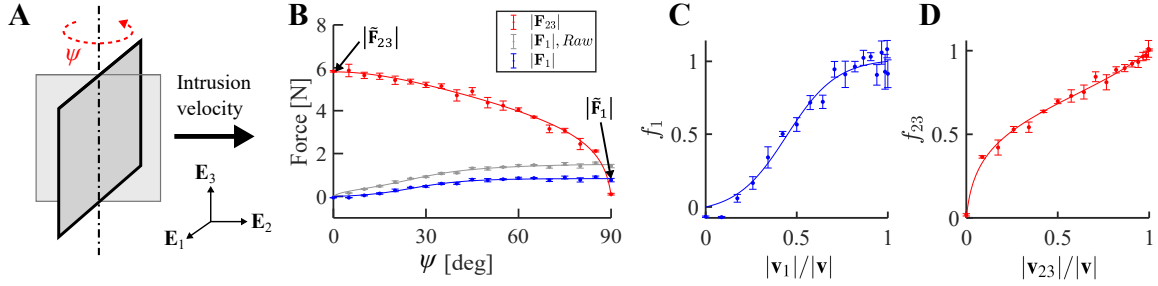 A
ψ
Intrusion
velocity
E₃
E₁
E₂
B
Force [N]
8
6
4
2
0
|F̃₂₃|
|F₂₃|
|F₁|, Raw
|F₁|
|F̃₁|
0
30
60
90
ψ [deg]
C
f₁
1
0.5
0
0
0.5
1
|v₁|/|v|
D
f₂₃
1
0.5
0
0
0.5
1
|v₂₃|/|v|